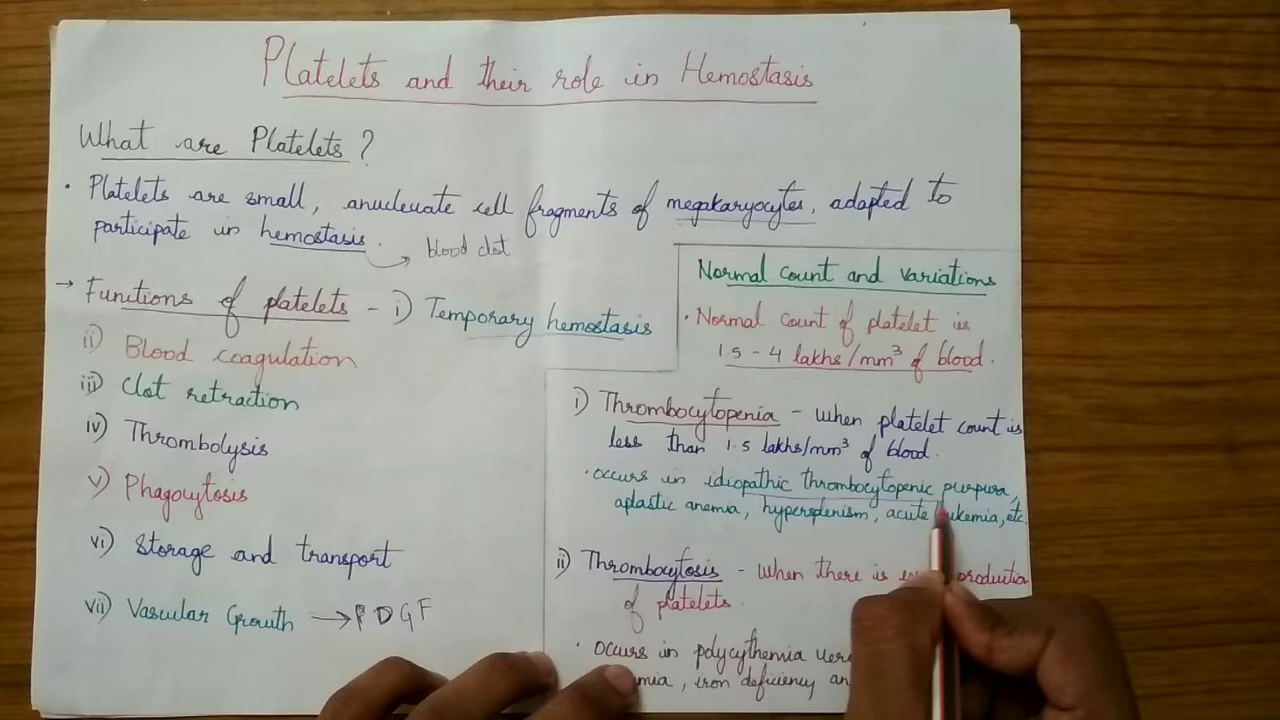 Platelets and their role in Hemostasis
What are Platelets?
• Platelets are small, anucleuate cell fragments of megakaryocytes, adapted to
participate in hemostasis.
→ blood clot
→ Functions of platelets - i) Temporary hemostasis
ii) Blood coagulation
iii) Clot retraction
iv) Thrombolysis
v) Phagocytosis
vi) Storage and transport
vii) Vascular Growth → PDGF
Normal count and variations
• Normal count of platelet is
1.5 - 4 lakhs/mm³ of blood.
i) Thrombocytopenia - when platelet count is
less than 1.5 lakhs/mm³ of blood.
• occurs in idiopathic thrombocytopenic purpura,
aplastic anemia, hypersplenism, acute leukemia, etc.
ii) Thrombocytosis - when there is
of platelets.
• occurs in polycythemia
, iron deficiency